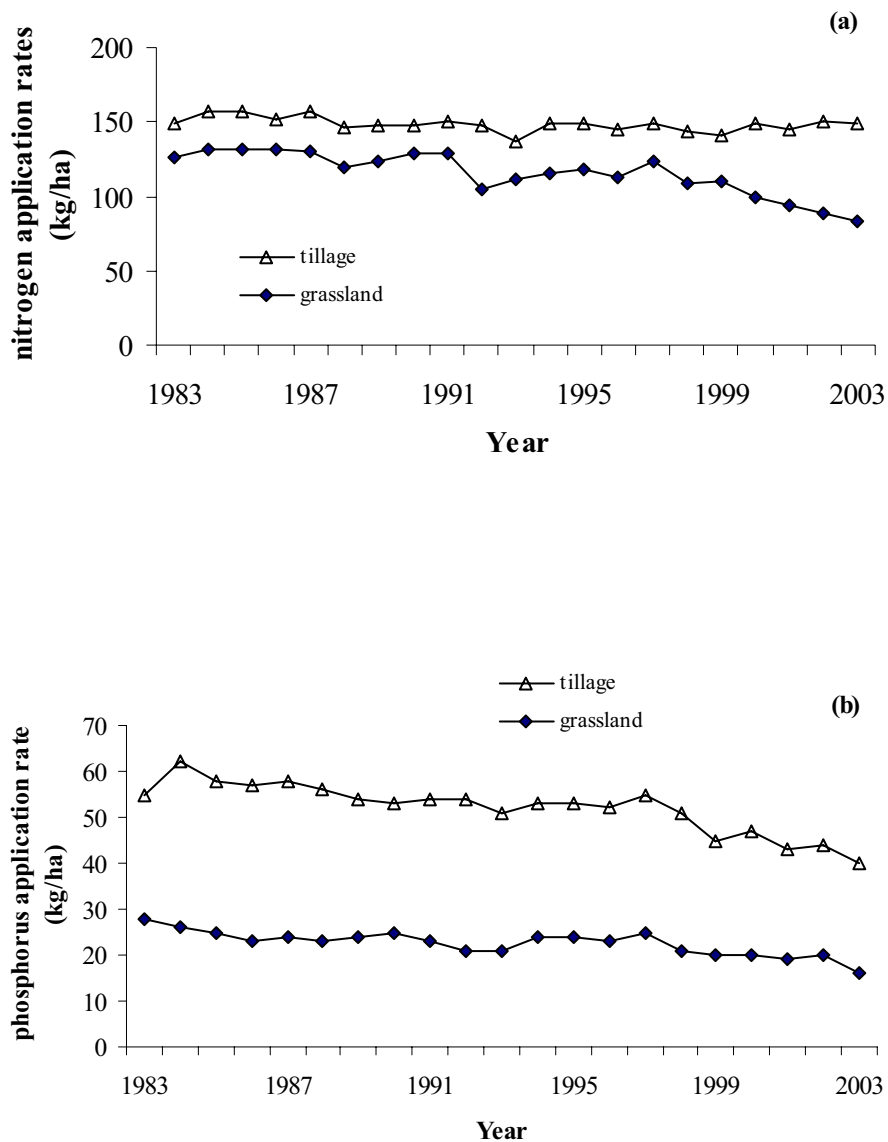 (a)
nitrogen application rates
(kg/ha)
200
150
100
50
0
tillage
grassland
1983 1987 1991 1995 1999 2003
Year
tillage
grassland
(b)
phosphorus application rate
(kg/ha)
70
60
50
40
30
20
10
0
1983 1987 1991 1995 1999 2003
Year